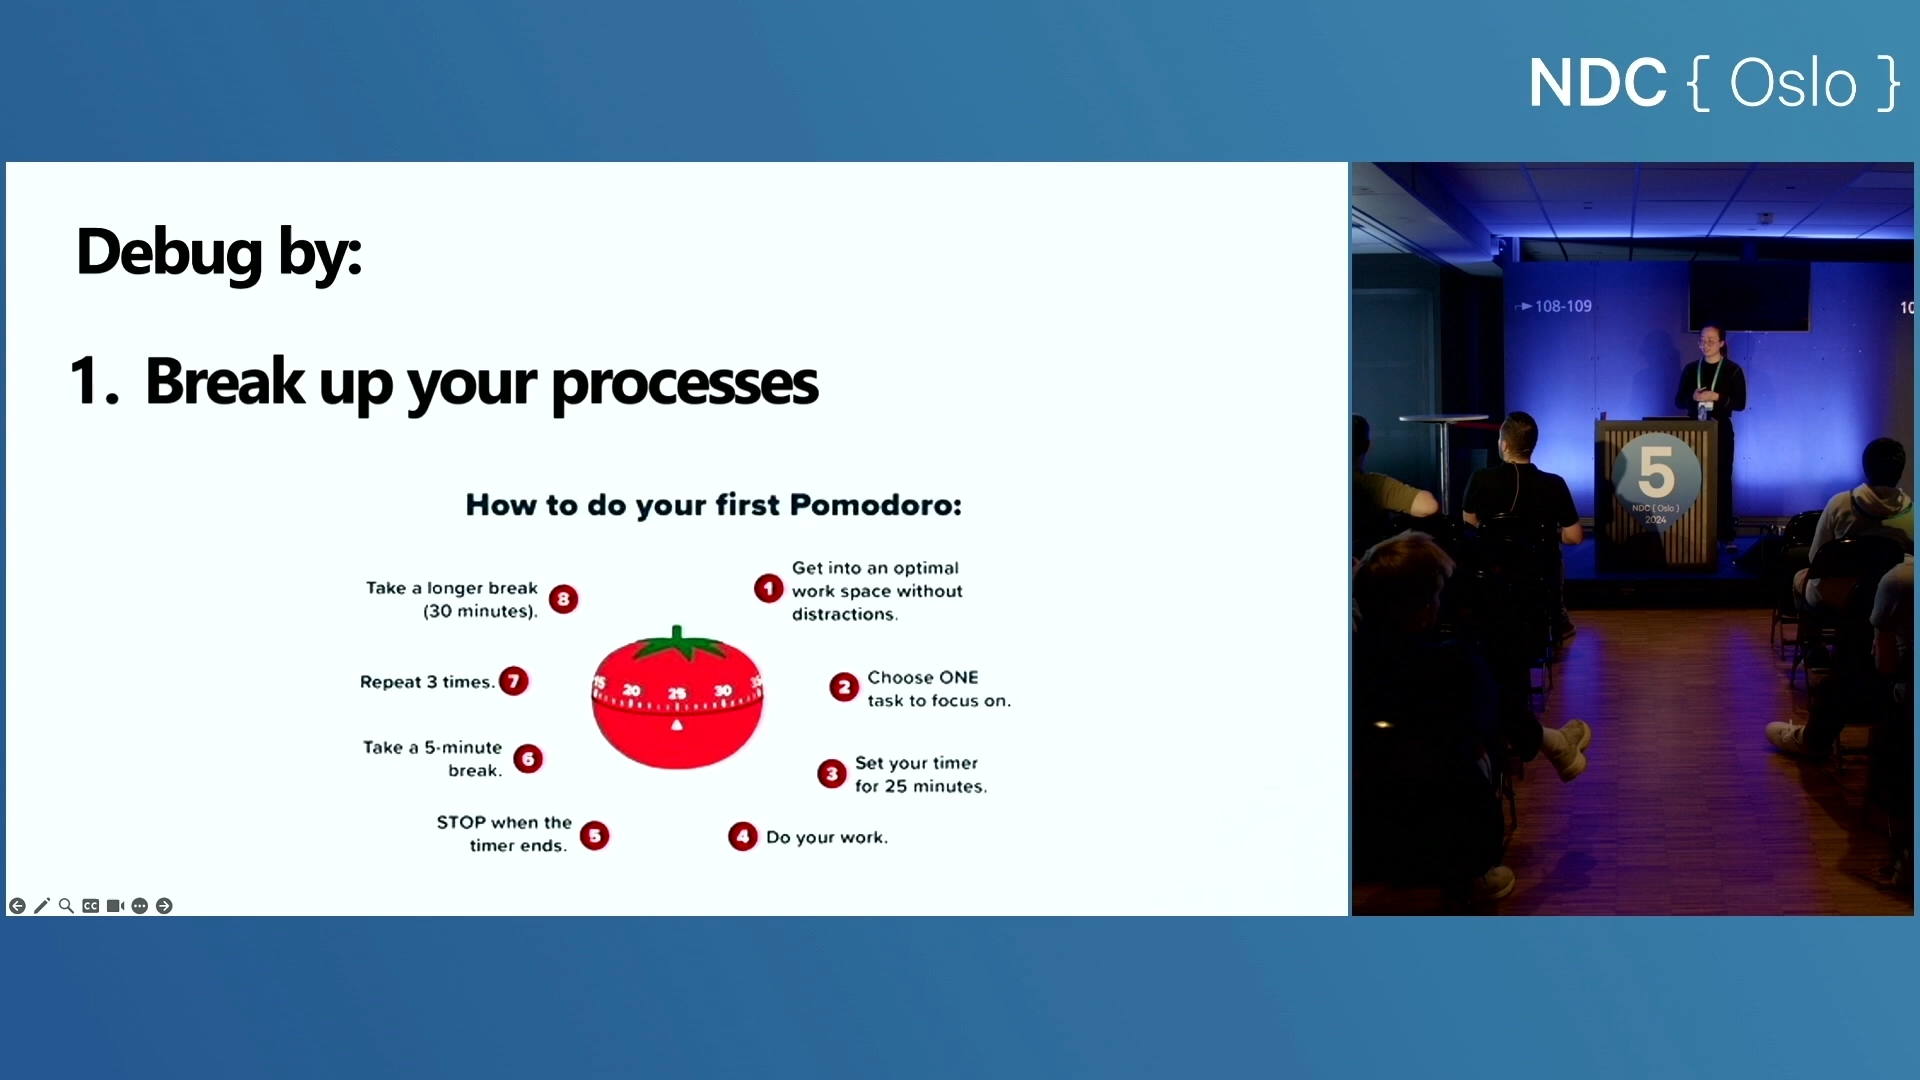 NDC { Oslo }
Debug by:
1. Break up your processes
How to do your first Pomodoro:
1 Get into an optimal
work space without
distractions.
2 Choose ONE
task to focus on.
3 Set your timer
for 25 minutes.
4 Do your work.
5 STOP when the
timer ends.
6 Take a 5-minute
break.
7 Repeat 3 times.
8 Take a longer break
(30 minutes).
15 20 25 30 35
CC
108-109
10
5
NDC { Oslo }
2024